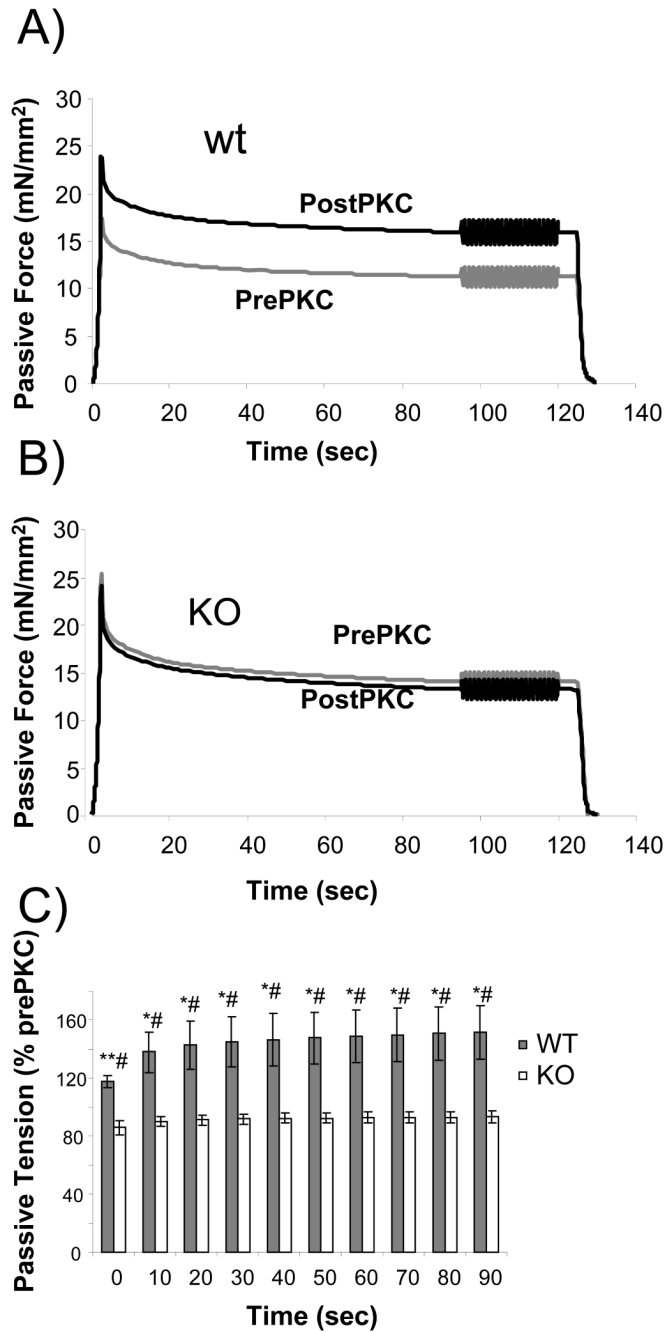 A)
Passive Force (mN/mm²)
30
25
20
15
10
5
0
wt
PostPKC
PrePKC
0 20 40 60 80 100 120 140
Time (sec)
B)
Passive Force (mN/mm²)
30
25
20
15
10
5
0
KO
PrePKC
PostPKC
0 20 40 60 80 100 120 140
Time (sec)
C)
Passive Tension (% prePKC)
160
120
80
40
0
**# *# *# *# *# *# *# *# *# *#
WT
KO
0 10 20 30 40 50 60 70 80 90
Time (sec)